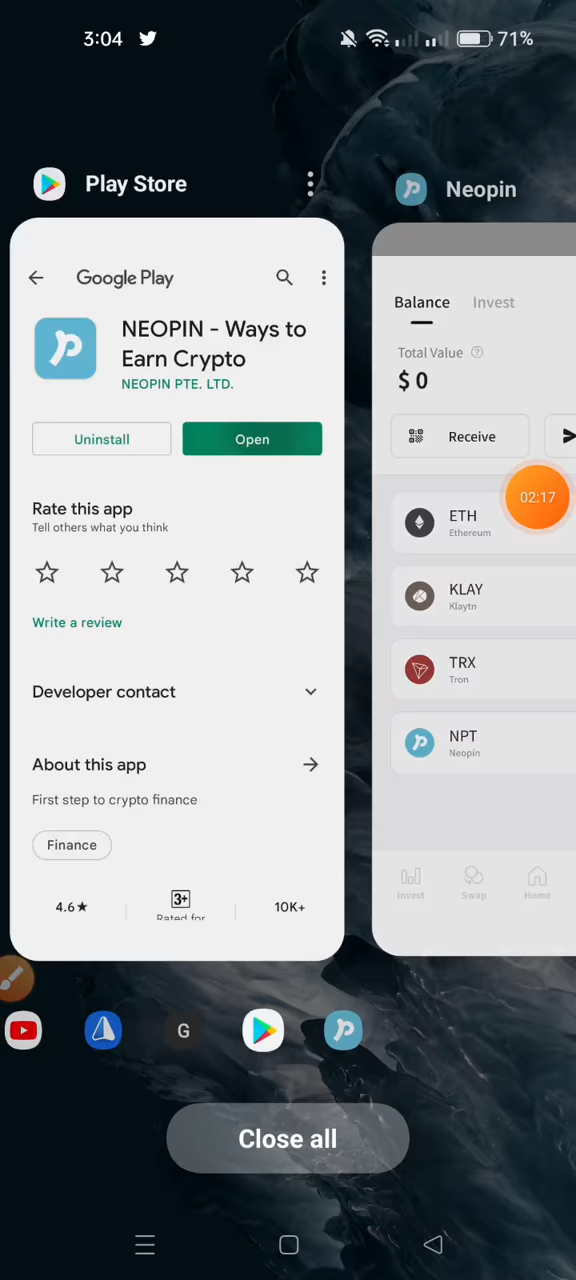 3:04
71%
Play Store
Neopin
Google Play
NEOPIN - Ways to
Earn Crypto
NEOPIN PTE. LTD.
Uninstall
Open
Rate this app
Tell others what you think
Write a review
Developer contact
About this app
First step to crypto finance
Finance
4.6★
3+
Rated for
10K+
Balance
Invest
Total Value ?
$ 0
Receive
02:17
ETH
Ethereum
KLAY
Klaytn
TRX
Tron
NPT
Neopin
Invest
Swap
Home
G
Close all